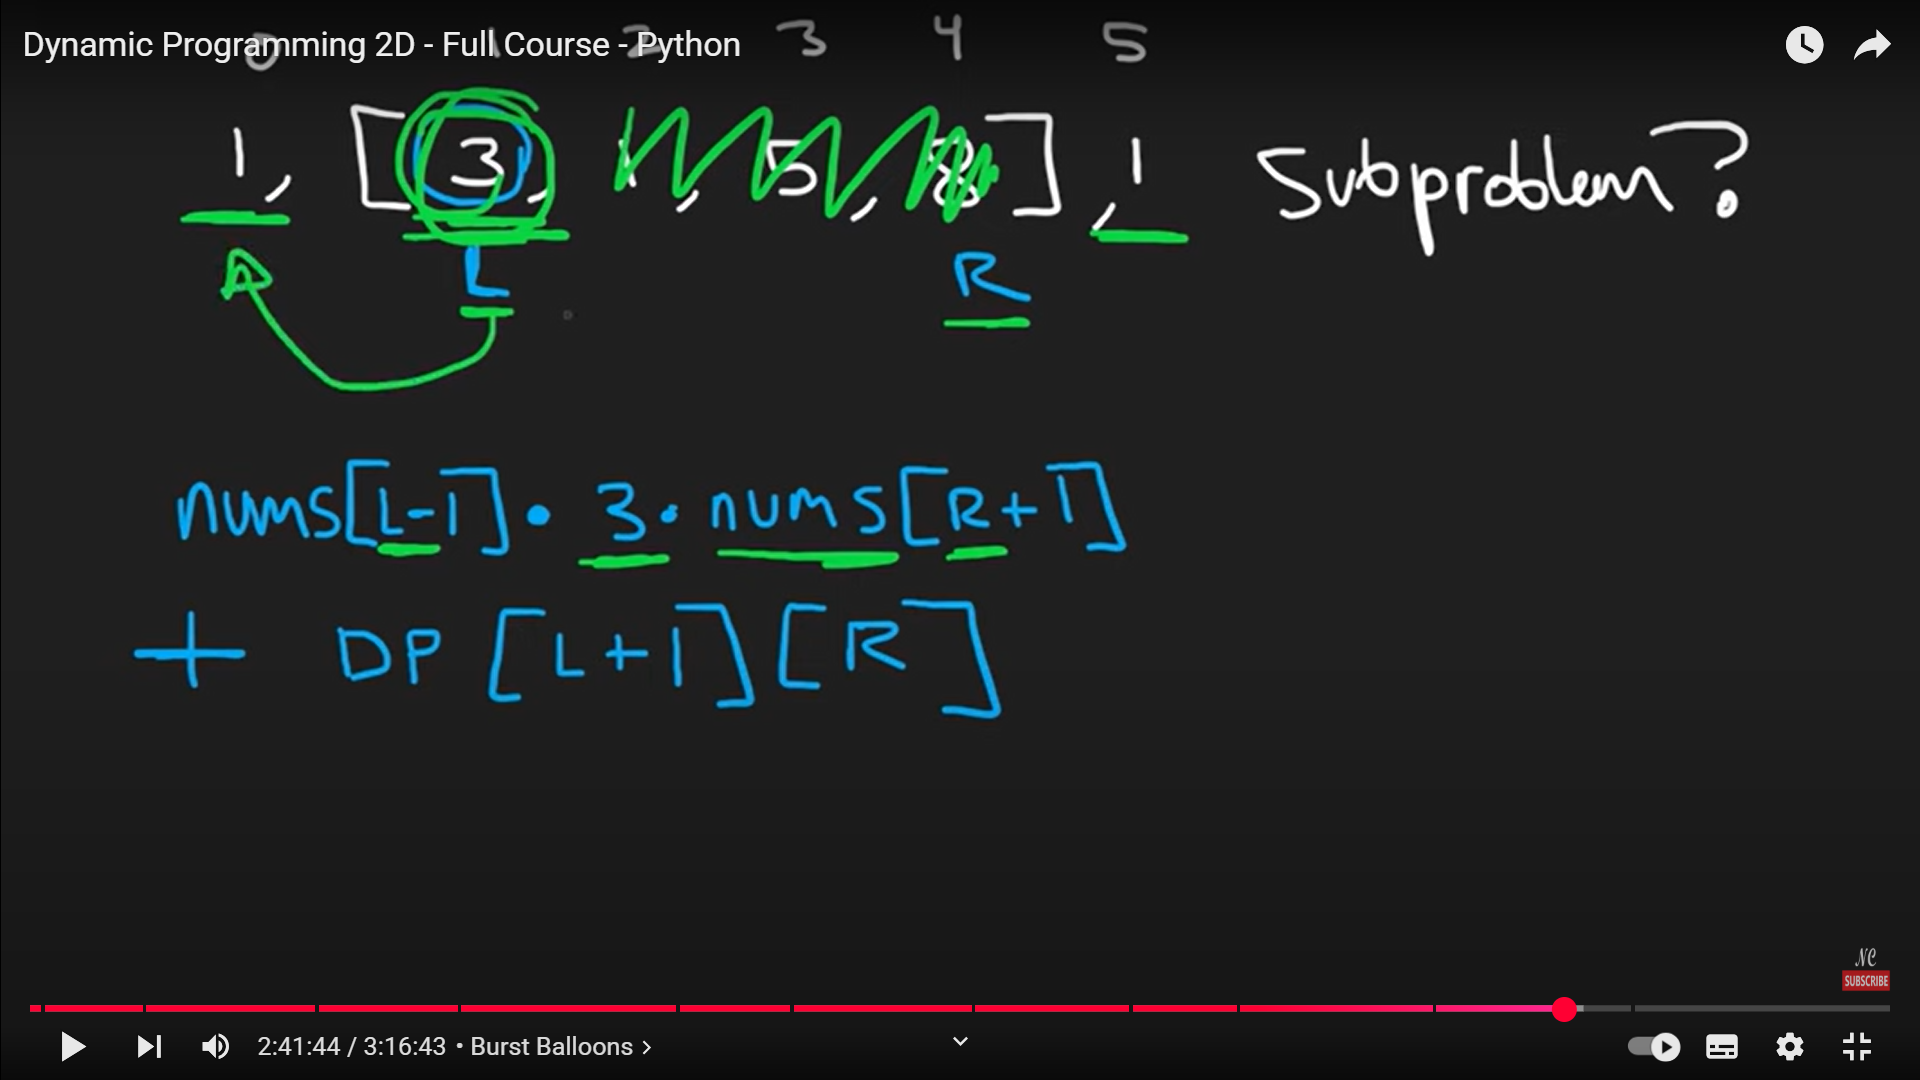 Dynamic Programming 2D - Full Course - Python
0 1 2 3 4 5
1, [3, 1, 5, 8], 1 Subproblem?
L R
nums[L-1] • 3 • nums[R+1]
+ DP [L+1][R]
NC
SUBSCRIBE
2:41:44 / 3:16:43 • Burst Balloons >